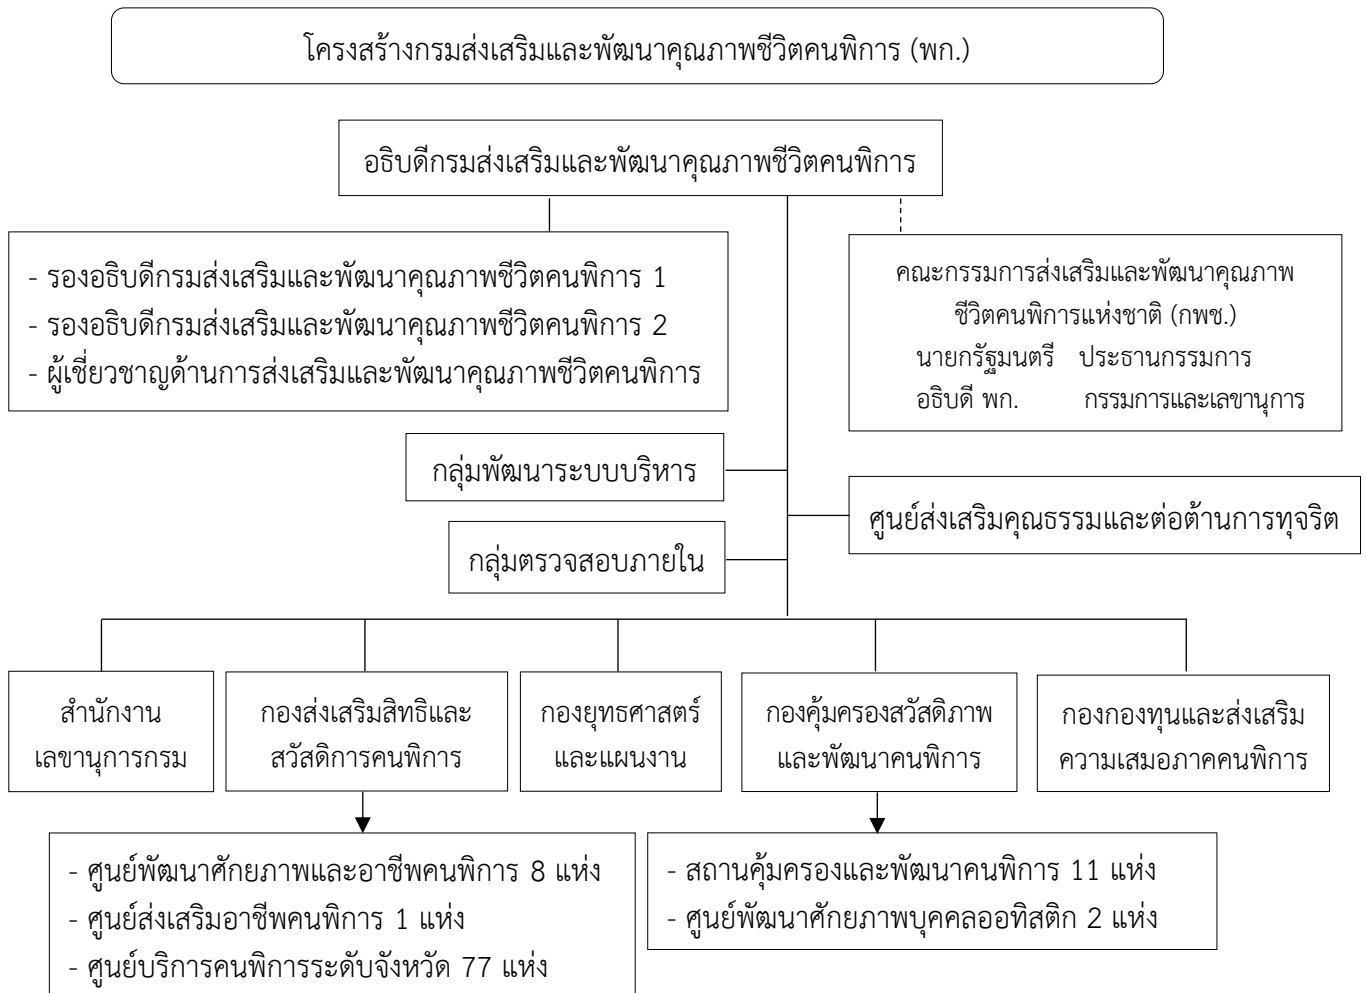 โครงสร้างกรมส่งเสริมและพัฒนาคุณภาพชีวิตคนพิการ (พก.)
อธิบดีกรมส่งเสริมและพัฒนาคุณภาพชีวิตคนพิการ
- รองอธิบดีกรมส่งเสริมและพัฒนาคุณภาพชีวิตคนพิการ 1
- รองอธิบดีกรมส่งเสริมและพัฒนาคุณภาพชีวิตคนพิการ 2
- ผู้เชี่ยวชาญด้านการส่งเสริมและพัฒนาคุณภาพชีวิตคนพิการ
คณะกรรมการส่งเสริมและพัฒนาคุณภาพ
ชีวิตคนพิการแห่งชาติ (กพช.)
นายกรัฐมนตรี ประธานกรรมการ
อธิบดี พก. กรรมการและเลขานุการ
กลุ่มพัฒนาระบบบริหาร
ศูนย์ส่งเสริมคุณธรรมและต่อต้านการทุจริต
กลุ่มตรวจสอบภายใน
สำนักงาน
เลขานุการกรม
กองส่งเสริมสิทธิและ
สวัสดิการคนพิการ
กองยุทธศาสตร์
และแผนงาน
กองคุ้มครองสวัสดิภาพ
และพัฒนาคนพิการ
กองกองทุนและส่งเสริม
ความเสมอภาคคนพิการ
- ศูนย์พัฒนาศักยภาพและอาชีพคนพิการ 8 แห่ง
- ศูนย์ส่งเสริมอาชีพคนพิการ 1 แห่ง
- ศูนย์บริการคนพิการระดับจังหวัด 77 แห่ง
- สถานคุ้มครองและพัฒนาคนพิการ 11 แห่ง
- ศูนย์พัฒนาศักยภาพบุคคลออทิสติก 2 แห่ง